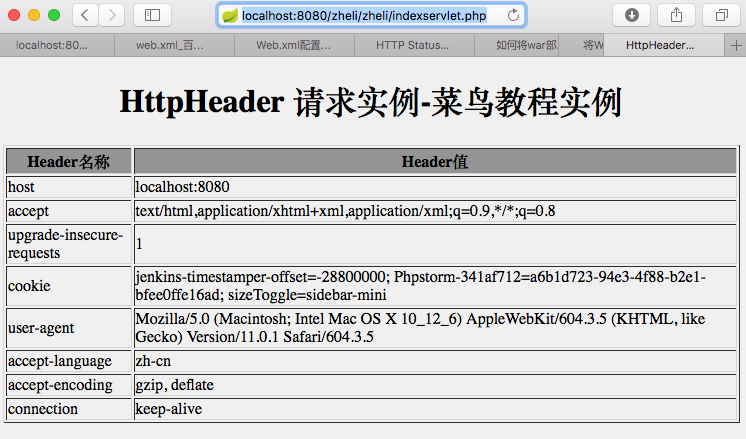 localhost:8080/zheli/zheli/indexservlet.php
localhost:80...
web.xml_百...
Web.xml配置...
HTTP Status...
如何将war部...
将W
HttpHeader...
HttpHeader 请求实例-菜鸟教程实例
Header名称
Header值
host
localhost:8080
accept
text/html,application/xhtml+xml,application/xml;q=0.9,*/*;q=0.8
upgrade-insecure-
requests
1
cookie
jenkins-timestamper-offset=-28800000; Phpstorm-341af712=a6b1d723-94e3-4f88-b2e1-
bfee0ffe16ad; sizeToggle=sidebar-mini
user-agent
Mozilla/5.0 (Macintosh; Intel Mac OS X 10_12_6) AppleWebKit/604.3.5 (KHTML, like
Gecko) Version/11.0.1 Safari/604.3.5
accept-language
zh-cn
accept-encoding
gzip, deflate
connection
keep-alive